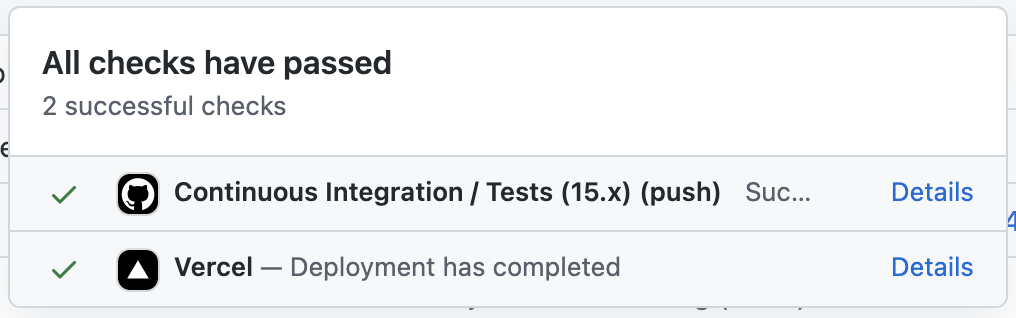 All checks have passed
2 successful checks
Continuous Integration / Tests (15.x) (push) Suc...
Details
Vercel — Deployment has completed
Details